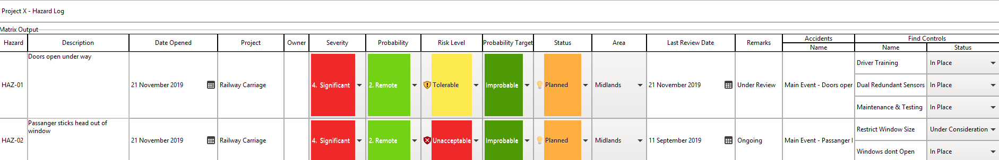 Project X - Hazard Log
Matrix Output
Hazard Description Date Opened Project Owner Severity Probability Risk Level Probability Target Status Area Last Review Date Remarks Accidents Find Controls
Name Name Status
Doors open under way
Driver Training In Place
HAZ-01 21 November 2019 Railway Carriage 4. Significant 2. Remote Tolerable Improbable Planned Midlands 21 November 2019 Under Review Main Event - Doors oper Dual Redundant Sensors In Place
Maintenance & Testing In Place
Passanger sticks head out of
window
Restrict Window Size Under Consideration
HAZ-02 21 November 2019 Railway Carriage 4. Significant 2. Remote Unacceptable Improbable Planned Midlands 11 September 2019 Ongoing Main Event - Passanger
Windows dont Open In Place